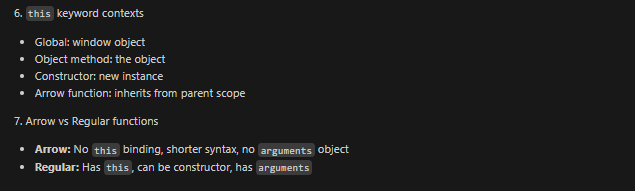 6. this keyword contexts
• Global: window object
• Object method: the object
• Constructor: new instance
• Arrow function: inherits from parent scope
7. Arrow vs Regular functions
• Arrow: No this binding, shorter syntax, no arguments object
• Regular: Has this, can be constructor, has arguments